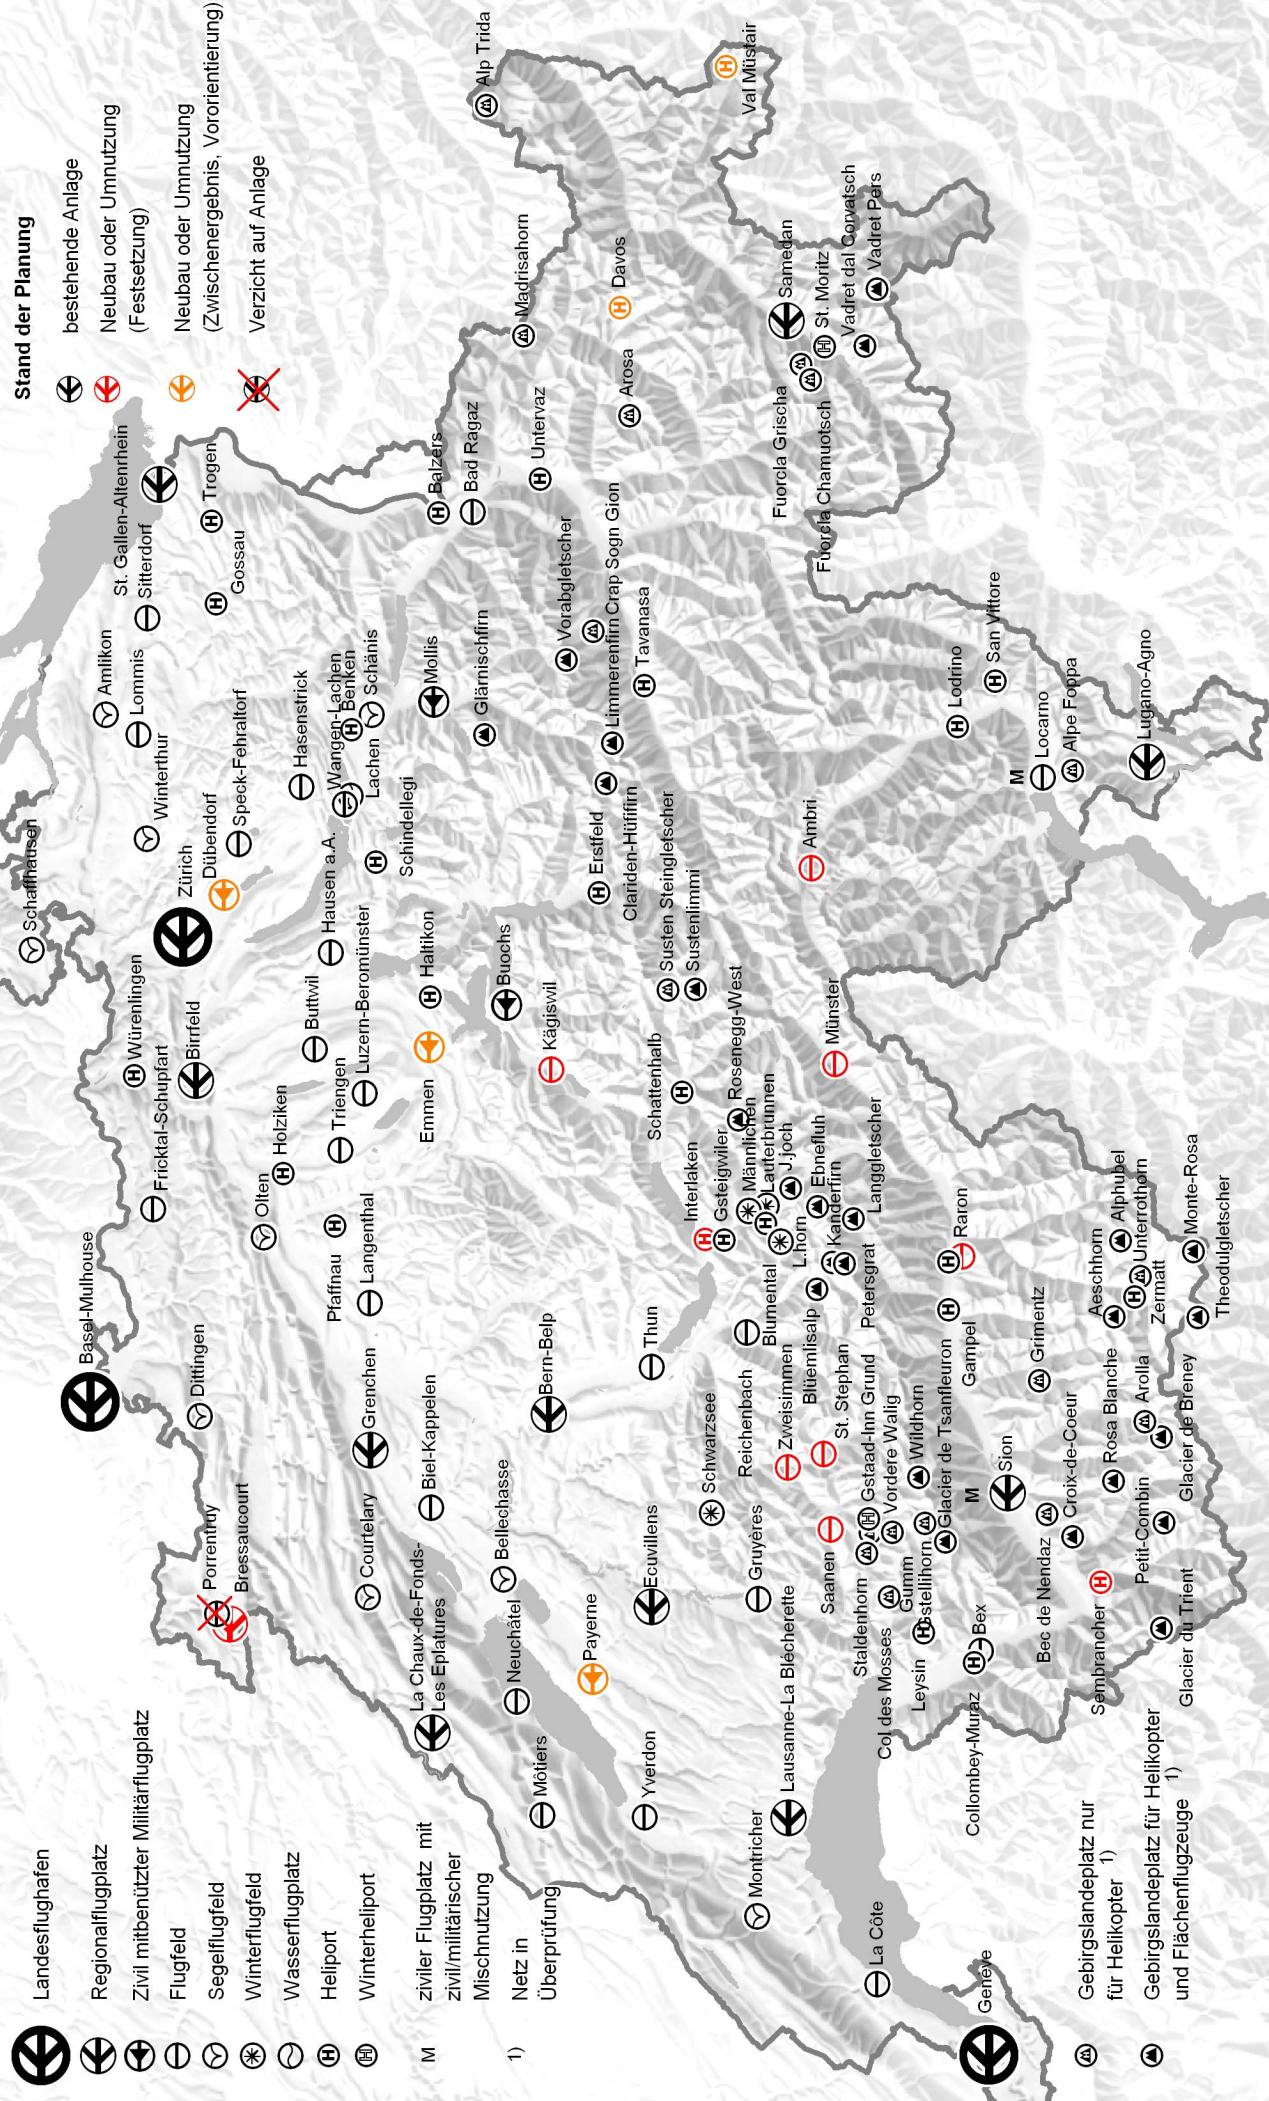 Landesflughafen
Regionalflugplatz
Zivil mitbenützter Militärflugplatz
Flugfeld
Segelflugfeld
Winterflugfeld
Wasserflugplatz
Heliport
Winterheliport
M ziviler Flugplatz mit
zivil/militärischer
Mischnutzung
1) Netz in
Überprüfung
Stand der Planung
bestehende Anlage
Neubau oder Umnutzung
(Festsetzung)
Neubau oder Umnutzung
(Zwischenergebnis, Vororientierung)
Verzicht auf Anlage
Schaffhausen
Basel-Mulhouse
Amlikon
St. Gallen-Altenrhein
Sitterdorf
Lommis
Winterthur
Würenlingen
Fricktal-Schupfart
Zürich
Dübendorf
Birrfeld
Dittingen
Porrentruy
Bressaucourt
Speck-Fehraltorf
Gossau
Trogen
Olten
Holziken
Hasenstrick
Buttwil
Hausen a.A.
Wangen-Lachen
Benken
Lachen
Schänis
Pfaffnau
Triengen
Luzern-Beromünster
Langenthal
Grenchen
Courtelary
Schindellegi
La Chaux-de-Fonds-
Les Eplatures
Biel-Kappelen
Emmen
Haltikon
Mollis
Balzers
Bad Ragaz
Madrisahorn
Alp Trida
Glärnischfirn
Bellechasse
Neuchâtel
Buochs
Môtiers
Bern-Belp
Kägiswil
Untervaz
Vorabgletscher
Payerne
Erstfeld
Crap Sogn Gion
Limmerenfirn
Clariden-Hüfifirn
Davos
Arosa
Tavanasa
Yverdon
Ecuvillens
Thun
Schattenhalb
Susten Steingletscher
Sustenlimmi
Schwarzsee
Interlaken
Gsteigwiler
Rosenegg-West
Val Müstair
Montricher
Gruyères
Reichenbach
Männlichen
Lauterbrunnen
J.joch
Blumental
L.horn
Ebnefluh
Lausanne-La Blécherette
Zweisimmen
Blüemlisalp
Kanderfirn
Petersgrat
Langgletscher
Saanen
St. Stephan
Münster
Ambri
Samedan
St. Moritz
Fuorcla Grischa
Fuorcla Chamuotsch
Vadret dal Corvatsch
Vadret Pers
La Côte
Staldenhorn
Gstaad-Inn Grund
Vordere Walig
Col des Mosses
Gumm
Gstellihorn
Wildhorn
Glacier de Tsanfleuron
Leysin
Gampel
Raron
Lodrino
San Vittore
Genève
Collombey-Muraz
Bex
M
Sion
Grimentz
M
Locarno
Alpe Foppa
Bec de Nendaz
Croix-de-Coeur
Sembrancher
Rosa Blanche
Aeschhorn
Alphubel
Unterrothorn
Zermatt
Arolla
Petit-Combin
Glacier de Breney
Glacier du Trient
Monte-Rosa
Theodulgletscher
Lugano-Agno
Gebirgslandeplatz nur
für Helikopter 1)
Gebirgslandeplatz für Helikopter
und Flächenflugzeuge 1)